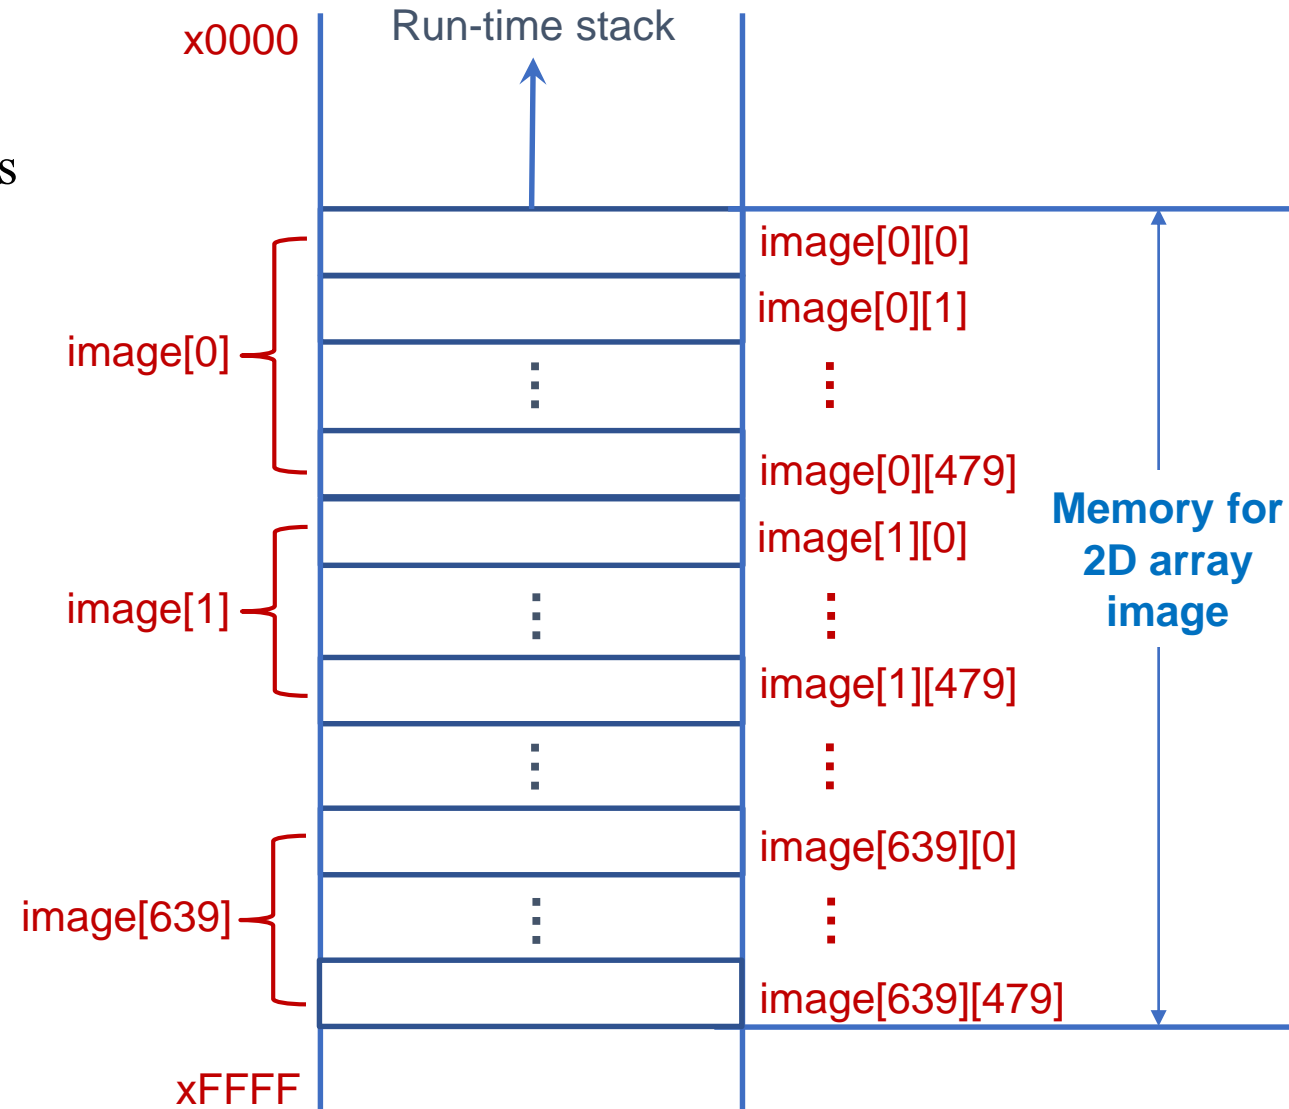 Run-time stack
x0000
s
image[0][0]
image[0][1]
image[0]
image[0][479]
Memory for
2D array
image
image[1][0]
image[1]
image[1][479]
image[639][0]
image[639]
image[639][479]
xFFFF